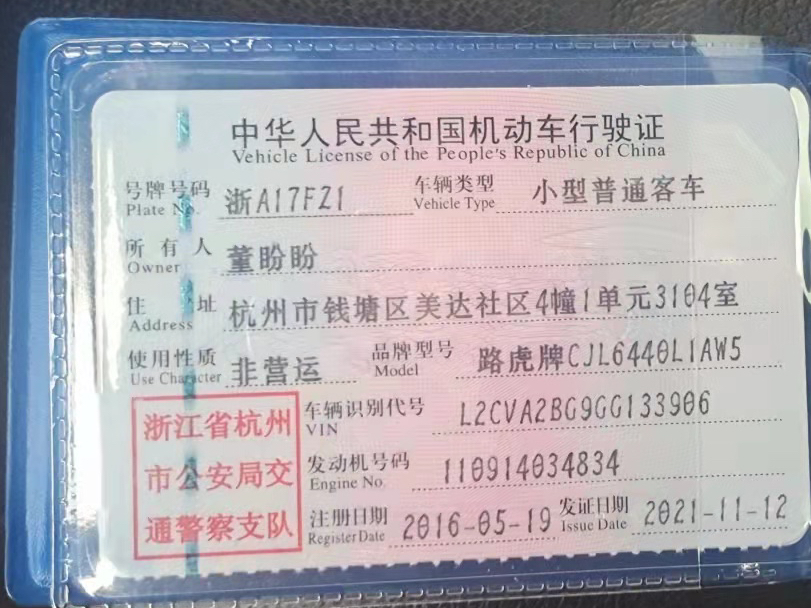 中华人民共和国机动车行驶证
Vehicle License of the People's Republic of China
号牌号码 浙A17FZ1 车辆类型 小型普通客车
Plate No. Vehicle Type
所有人 董盼盼
Owner
住址 杭州市钱塘区美达社区4幢1单元3104室
Address
使用性质 非营运 品牌型号 路虎牌CJL6440L1AW5
Use Character Model
浙江省杭州
市公安局交
通警察支队
车辆识别代号 L2CVA2BG9GG133906
VIN
发动机号码 110914034834
Engine No.
注册日期 2016-05-19 发证日期 2021-11-12
Register Date Issue Date